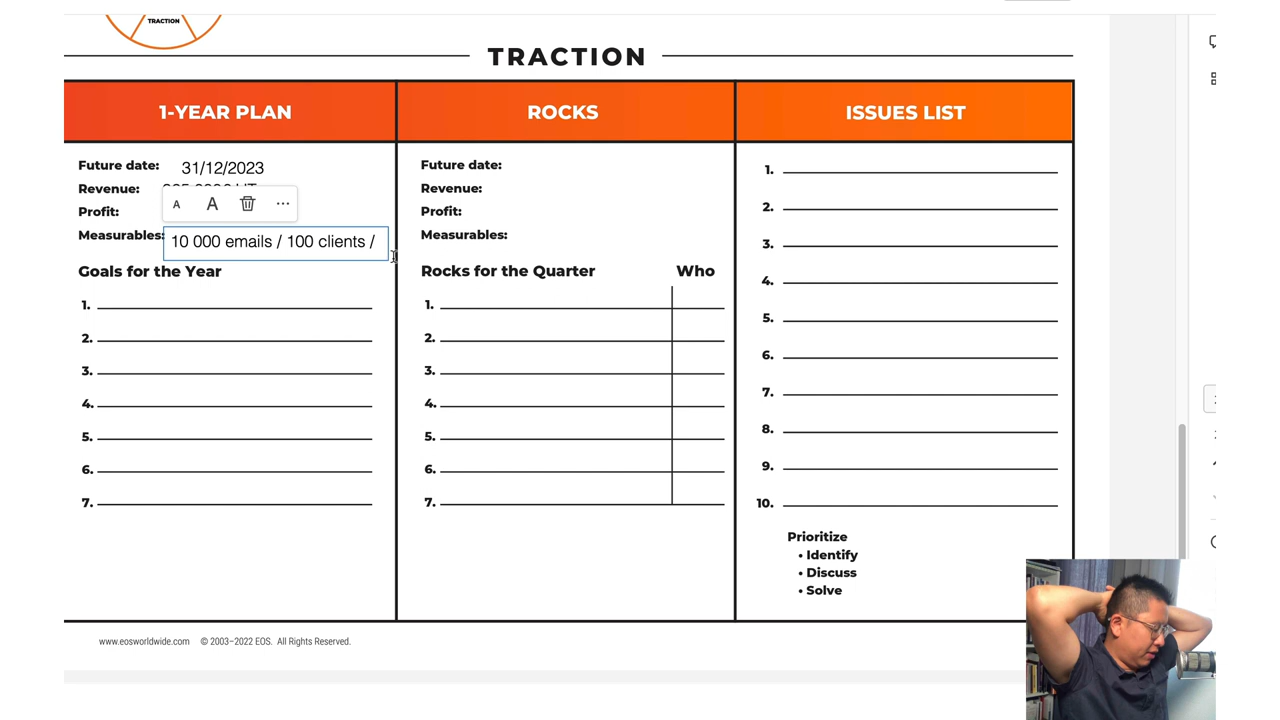 TRACTION
TRACTION
1-YEAR PLAN
Future date: 31/12/2023
Revenue:
Profit:
Measurables: 10 000 emails / 100 clients /
Goals for the Year
1.
2.
3.
4.
5.
6.
7.
ROCKS
Future date:
Revenue:
Profit:
Measurables:
Rocks for the Quarter Who
1.
2.
3.
4.
5.
6.
7.
ISSUES LIST
1.
2.
3.
4.
5.
6.
7.
8.
9.
10.
Prioritize
• Identify
• Discuss
• Solve
A A ...
www.eosworldwide.com © 2003–2022 EOS. All Rights Reserved.